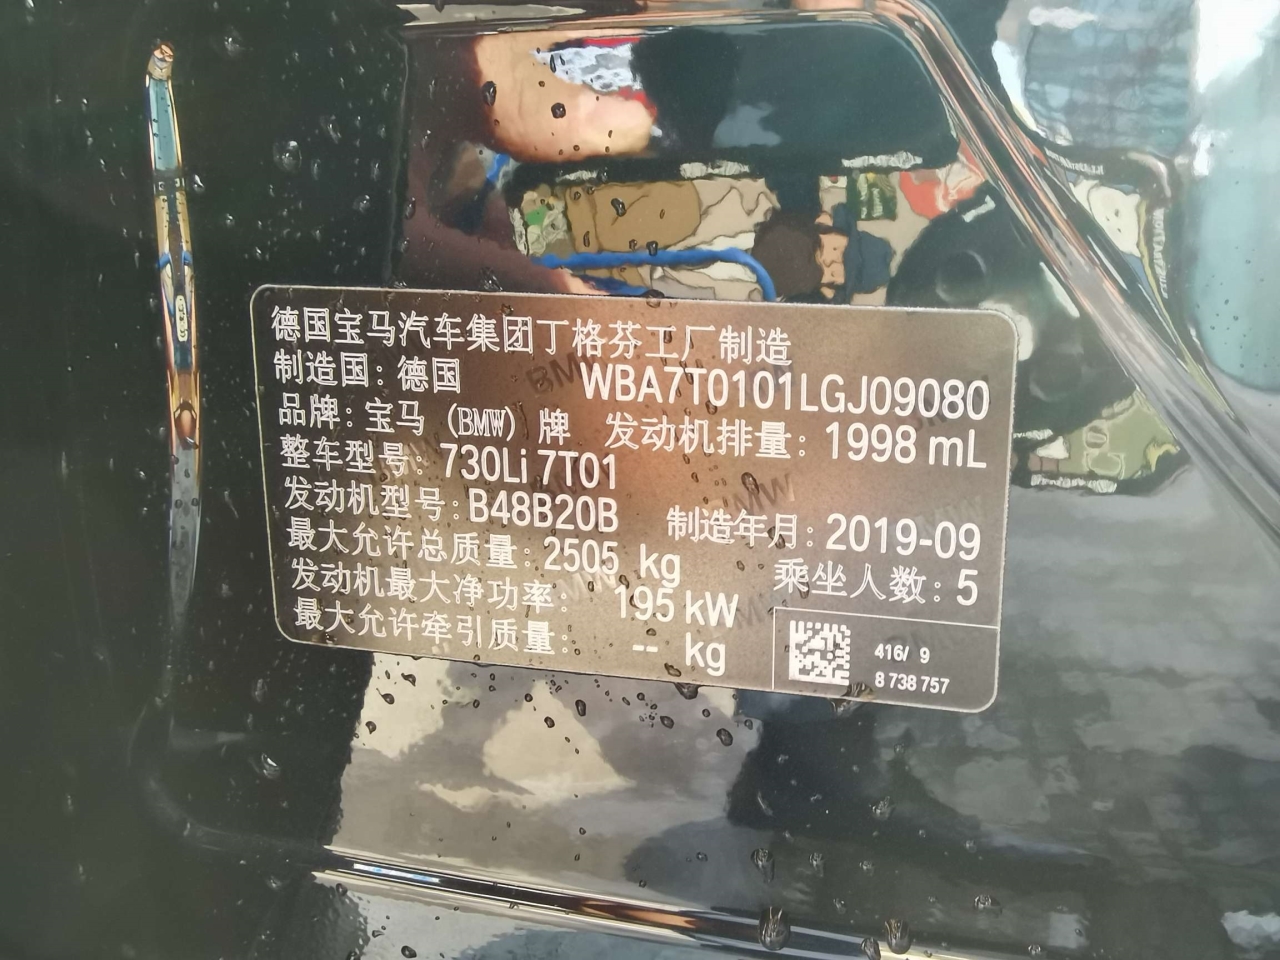 德国宝马汽车集团丁格芬工厂制造
制造国：德国 WBA7T0101LGJ09080
品牌：宝马（BMW）牌 发动机排量：1998 mL
整车型号：730Li 7T01
发动机型号：B48B20B 制造年月：2019-09
最大允许总质量：2505 kg 乘坐人数：5
发动机最大净功率： 195 kW
最大允许牵引质量： -- kg
416/ 9
8 738 757